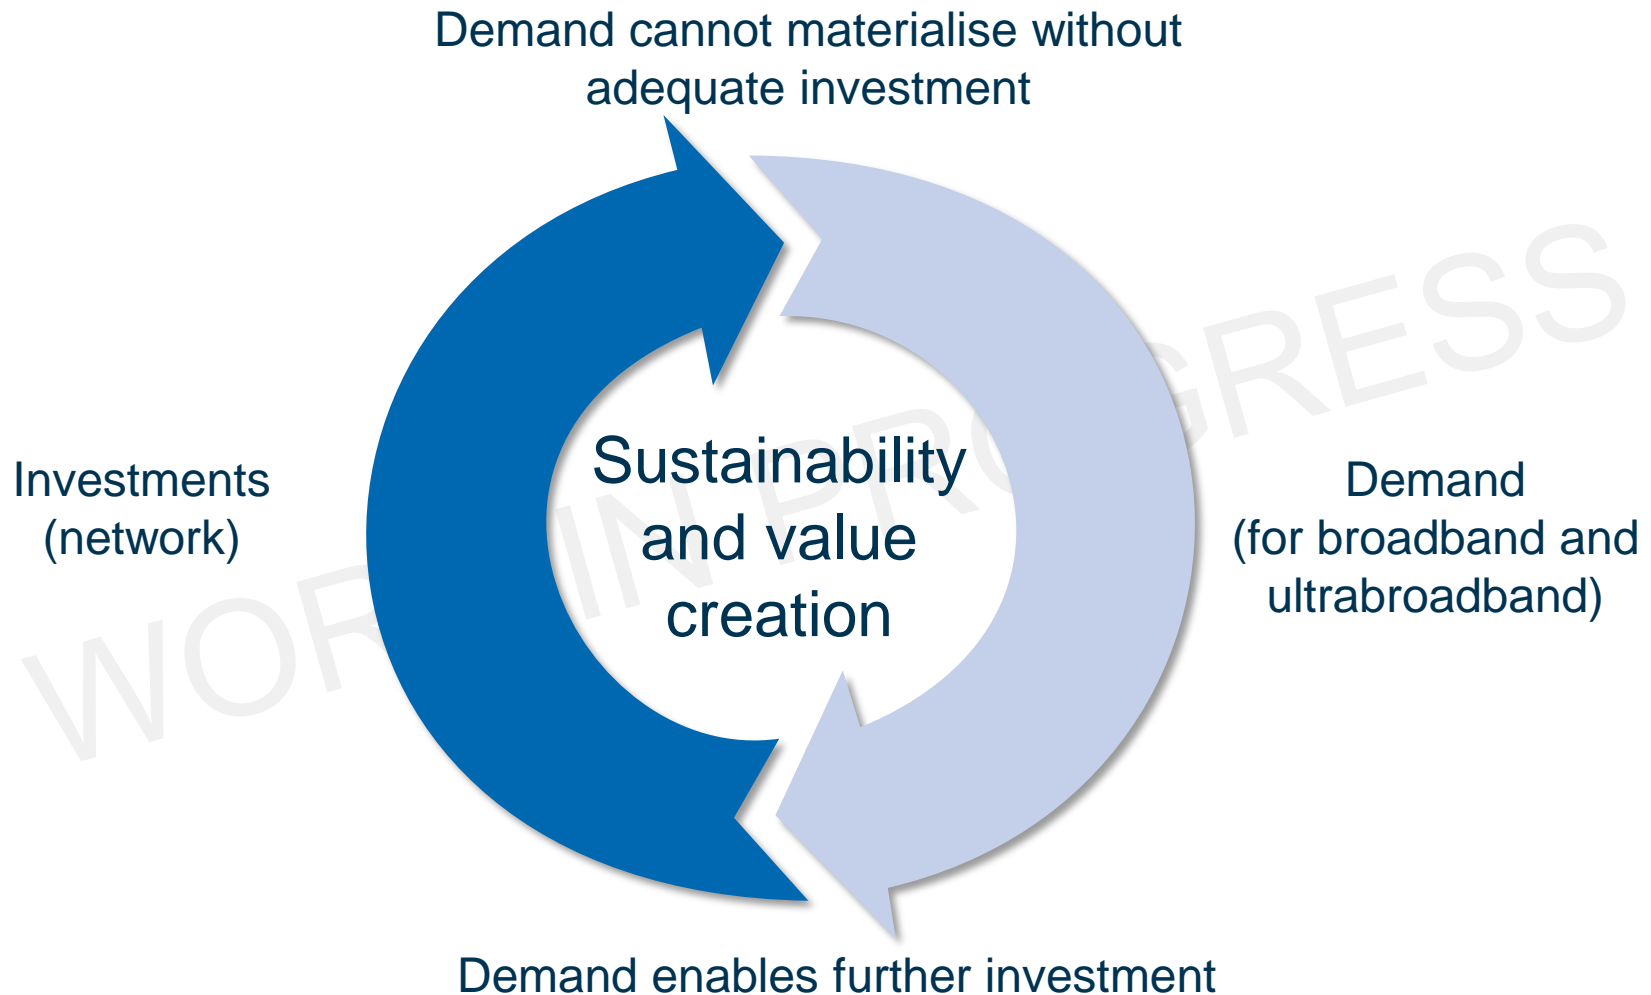 Demand cannot materialise without
adequate investment
Investments
(network)
Sustainability
and value
creation
Demand
(for broadband and
ultrabroadband)
Demand enables further investment
WORK IN PROGRESS